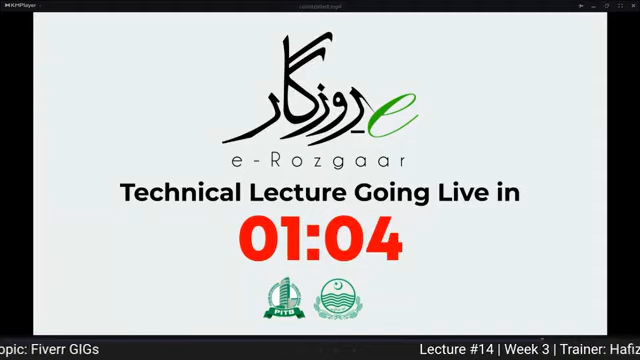 KMPlayer
ای روزگار
e-Rozgaar
Technical Lecture Going Live in
01:04
PITB
opic: Fiverr GIGs
Lecture #14 | Week 3 | Trainer: Hafiz